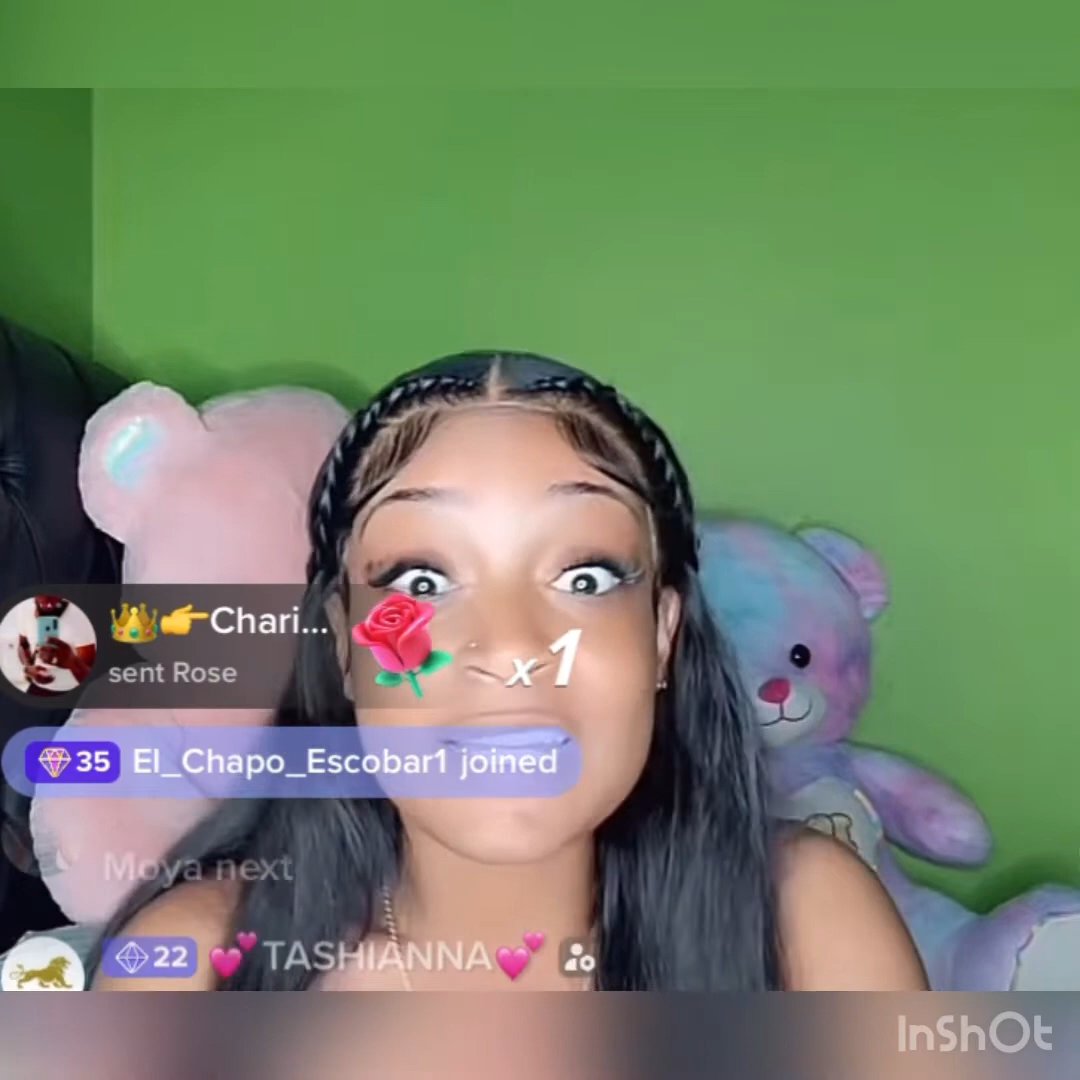 👑👉Chari...
sent Rose
x1
35 El_Chapo_Escobar1 joined
Moya next
22 💕TASHIANNA💕
InShOt